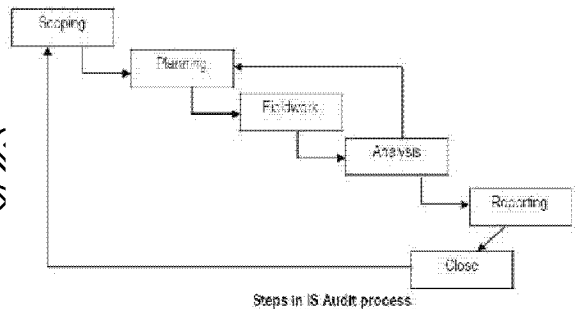 Scoping
Planning
Fieldwork
Analysis
Reporting
Close
Steps in IS Audit process